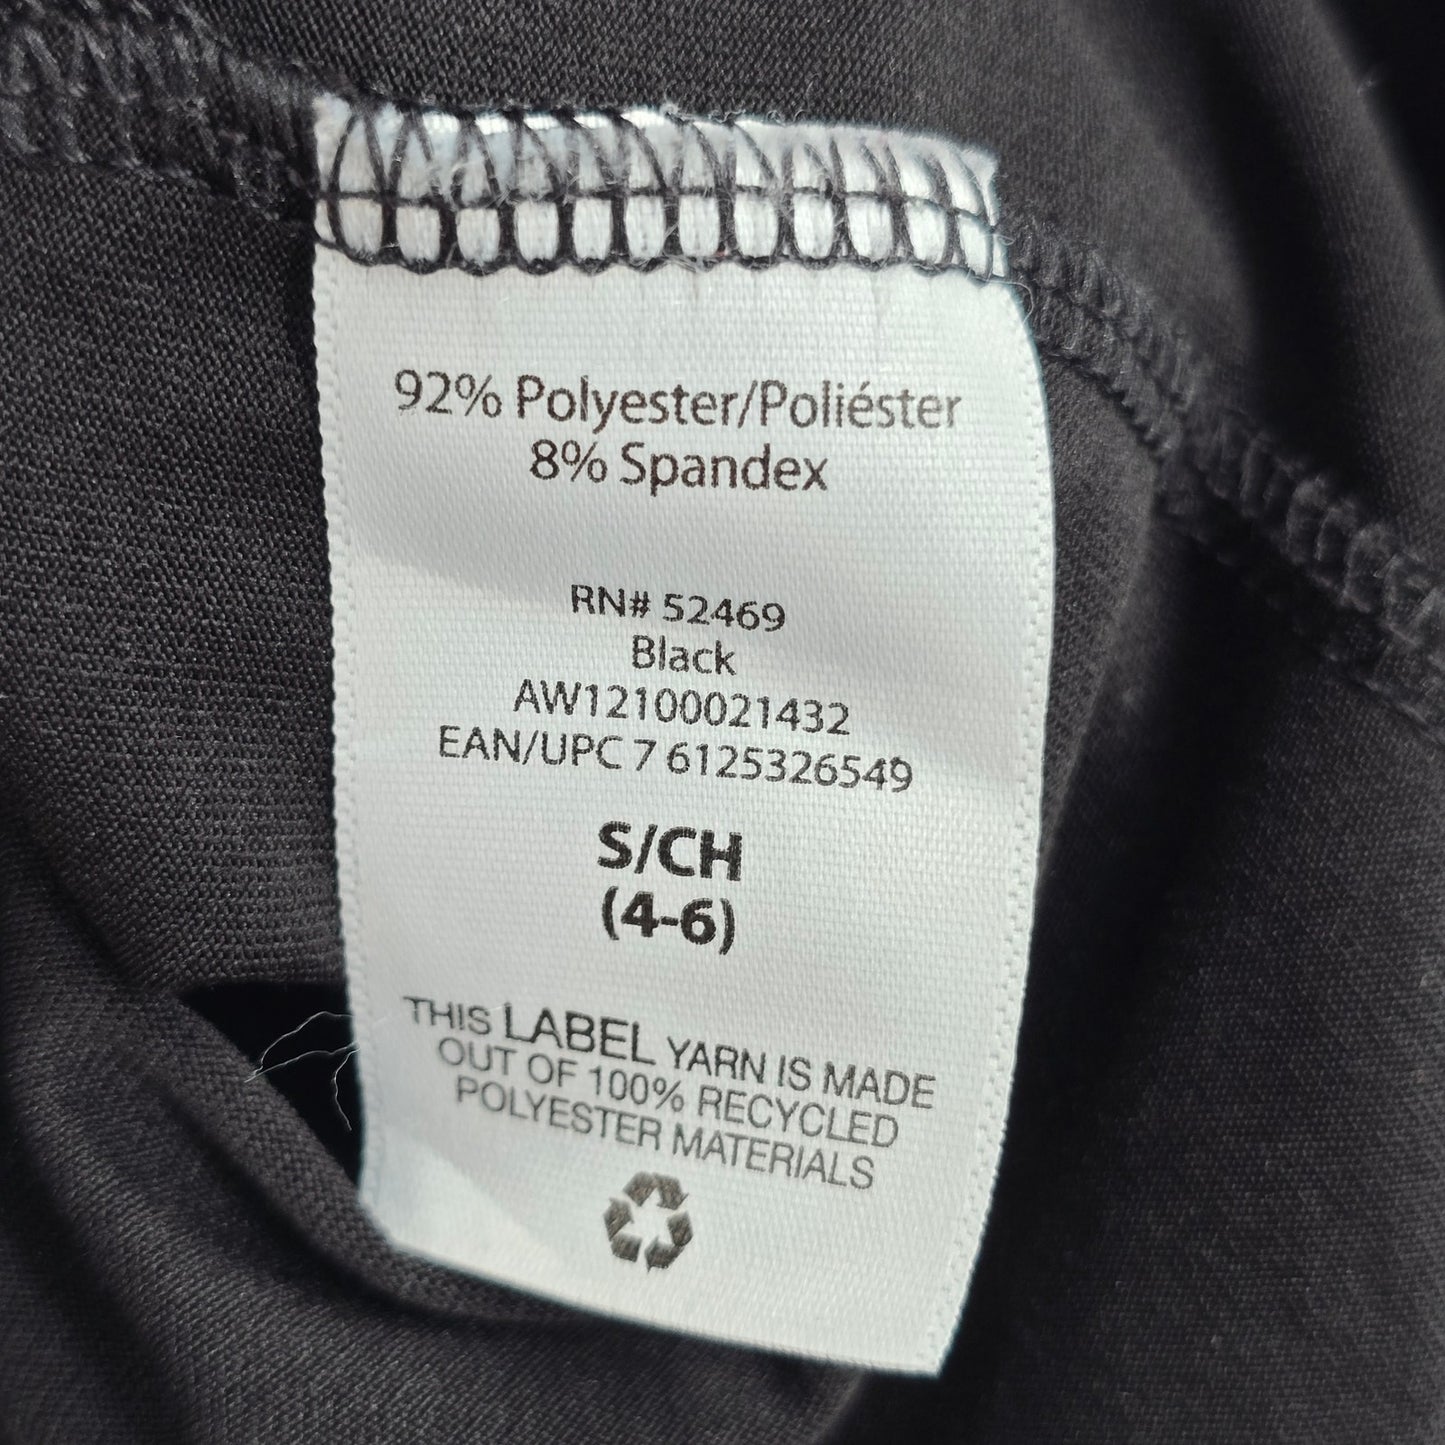 92% Polyester/Poliéster
8% Spandex
RN# 52469
Black
AW12100021432
EAN/UPC 7 6125326549
S/CH
(4-6)
THIS LABEL YARN IS MADE
OUT OF 100% RECYCLED
POLYESTER MATERIALS